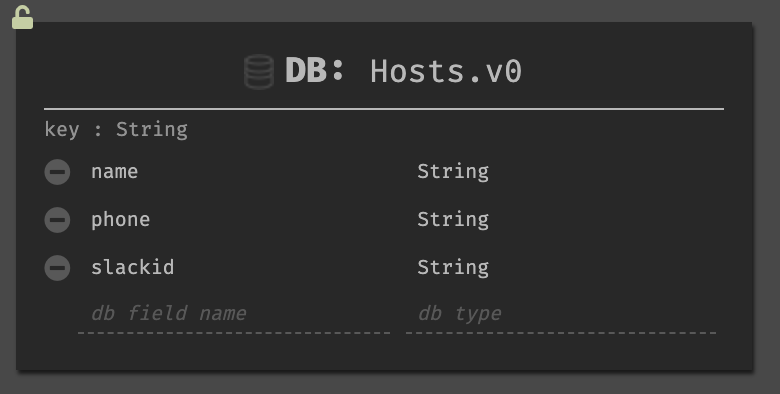 DB: Hosts.v0
key : String
name String
phone String
slackid String
db field name db type